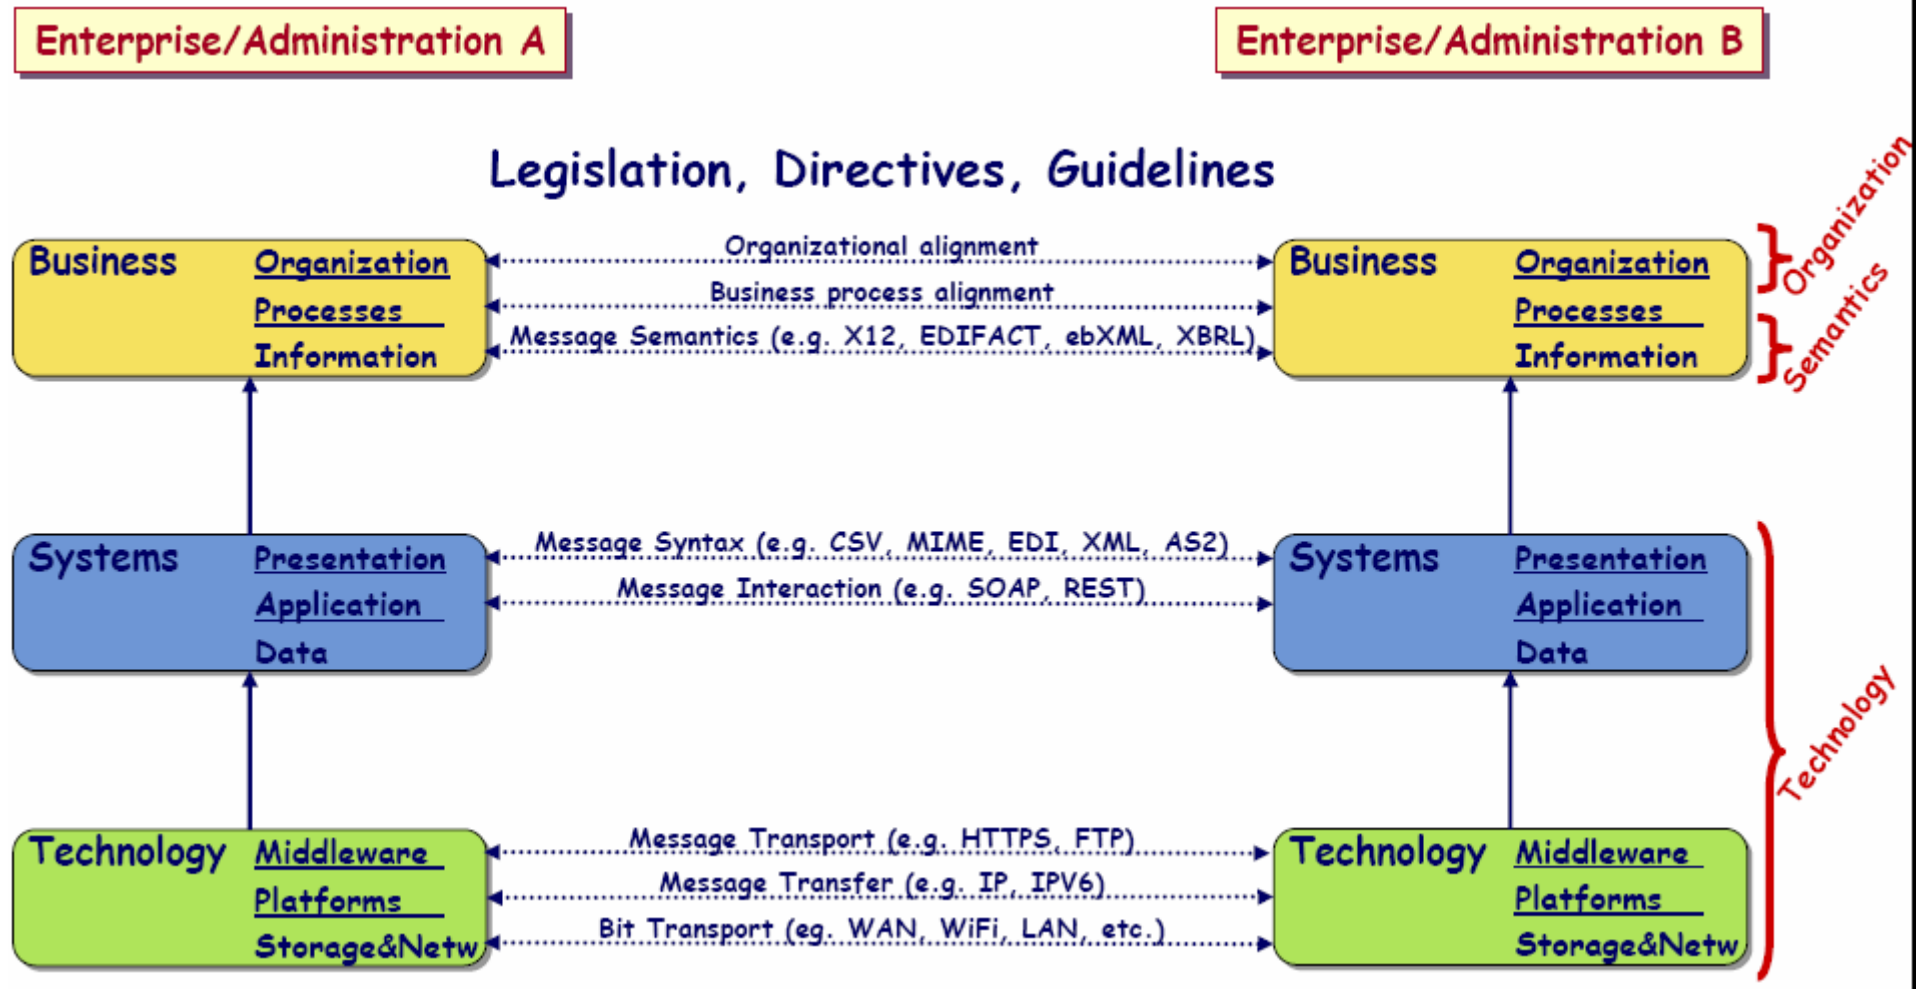 Enterprise/Administration A
Enterprise/Administration B
Legislation, Directives, Guidelines
Business
Organization
Processes
Information
Organizational alignment
Business process alignment
Message Semantics (e.g. X12, EDIFACT, ebXML, XBRL)
Business
Organization
Processes
Information
Organization
Semantics
Systems
Presentation
Application
Data
Message Syntax (e.g. CSV, MIME, EDI, XML, AS2)
Message Interaction (e.g. SOAP, REST)
Systems
Presentation
Application
Data
Technology
Technology
Middleware
Platforms
Storage&Netw
Message Transport (e.g. HTTPS, FTP)
Message Transfer (e.g. IP, IPV6)
Bit Transport (eg. WAN, WiFi, LAN, etc.)
Technology
Middleware
Platforms
Storage&Netw